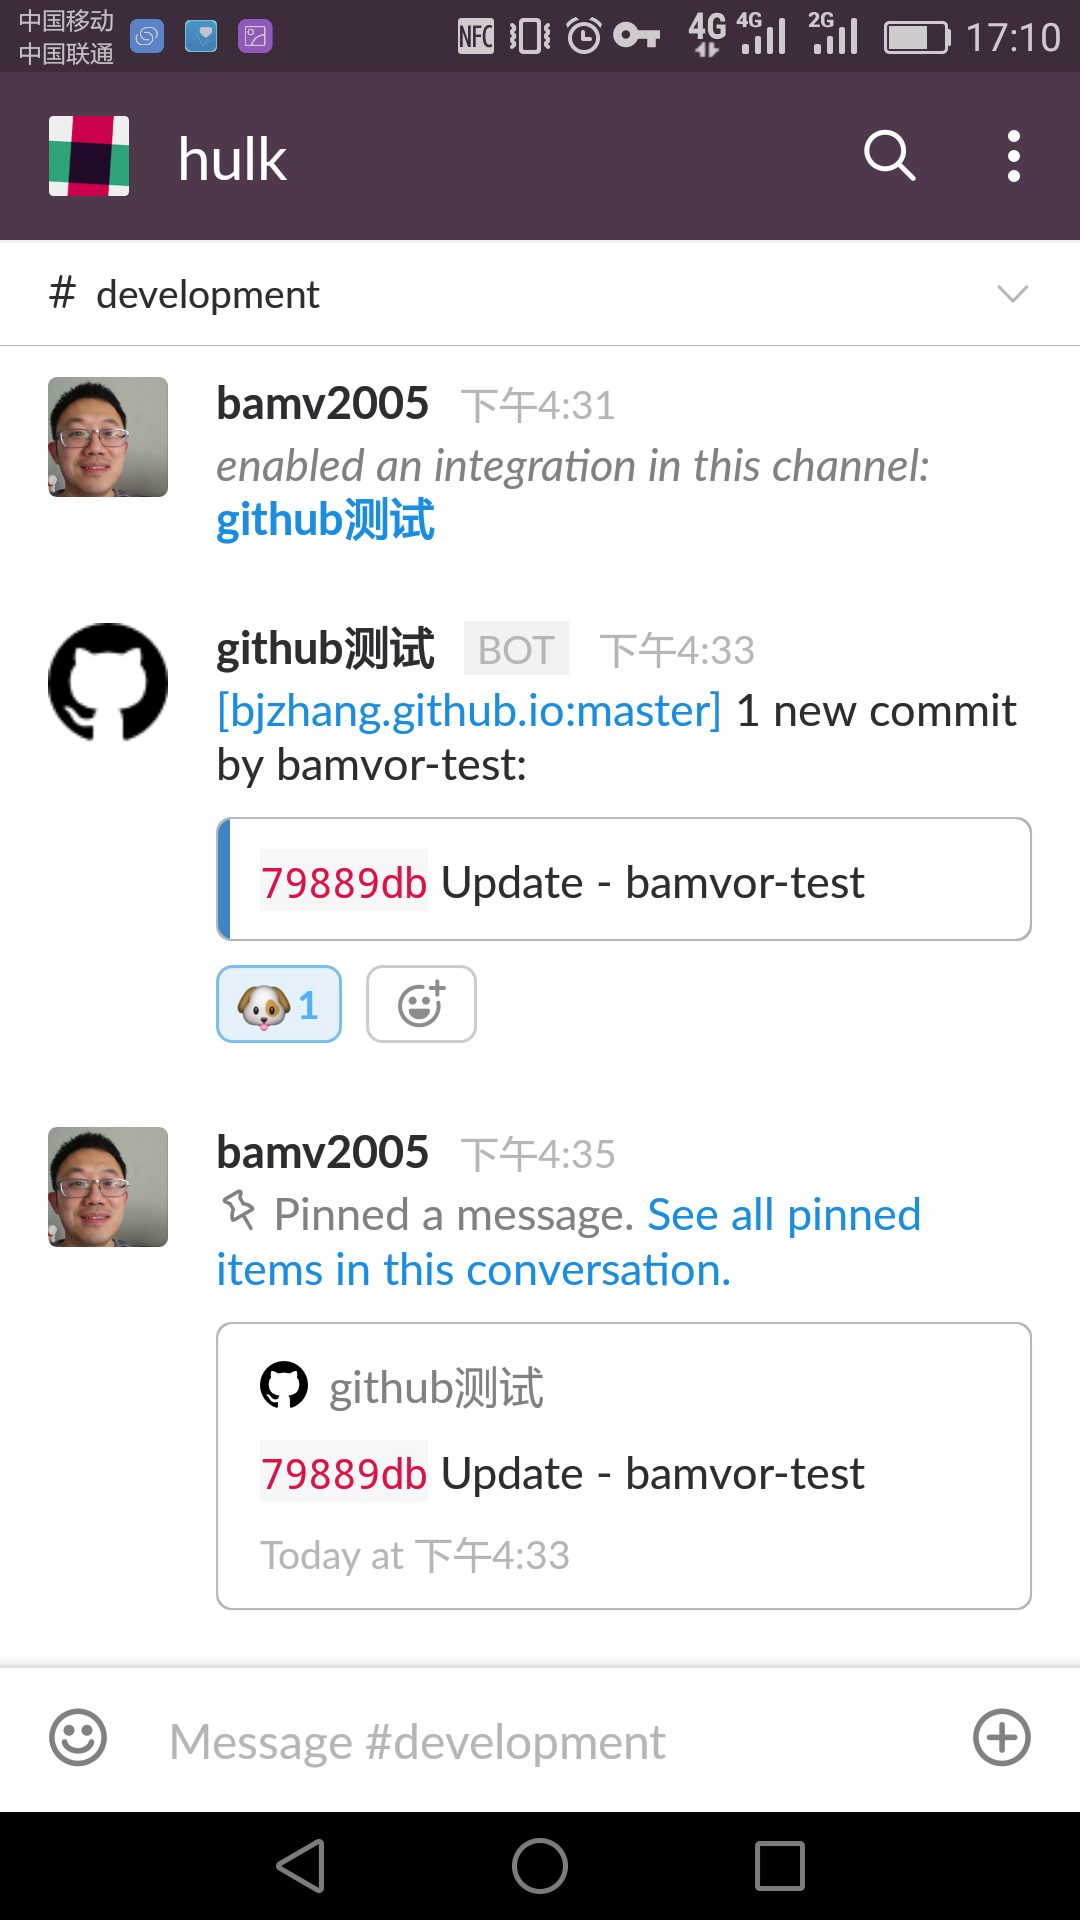 中国移动
中国联通
NFC 4G 4G 2G 17:10
hulk
# development
bamv2005 下午4:31
enabled an integration in this channel:
github测试
github测试 BOT 下午4:33
[bjzhang.github.io:master] 1 new commit
by bamvor-test:
79889db Update - bamvor-test
1
bamv2005 下午4:35
Pinned a message. See all pinned
items in this conversation.
github测试
79889db Update - bamvor-test
Today at 下午4:33
Message #development